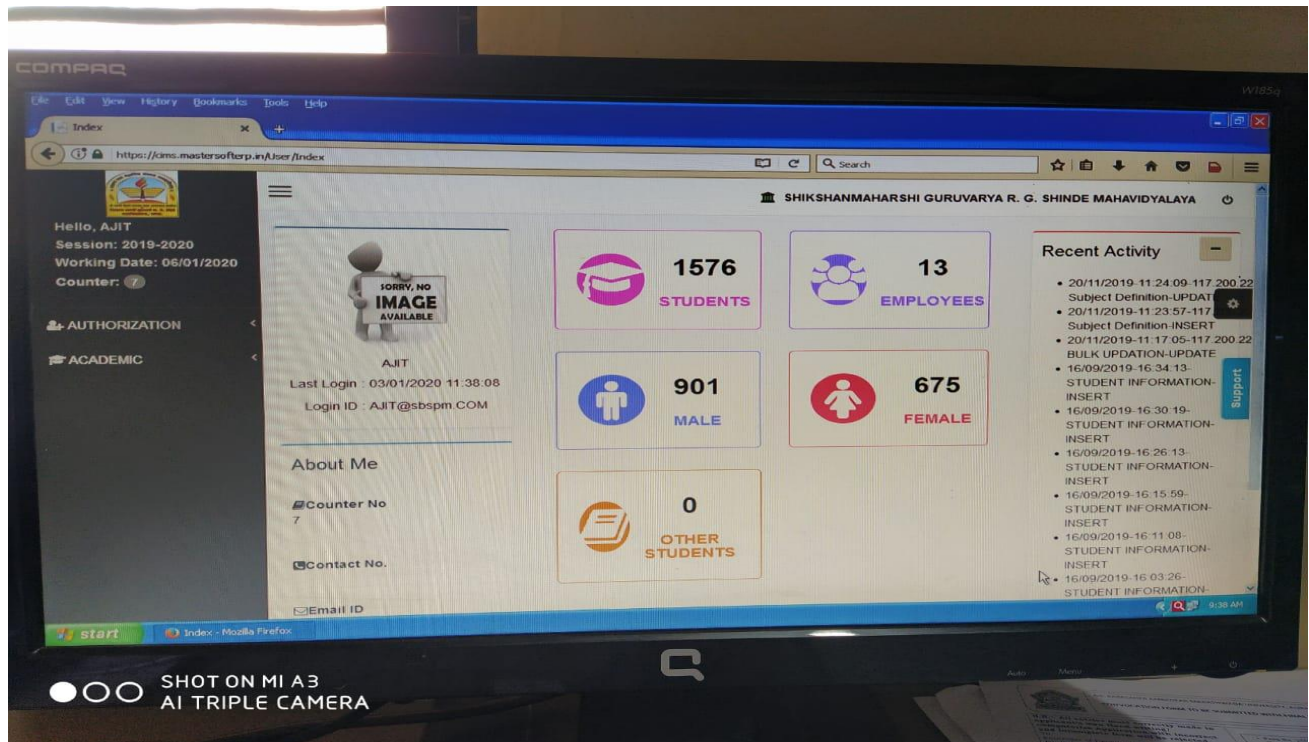 COMPAQ
W185q
File Edit View History Bookmarks Tools Help
Index
https://cims.mastersofterp.in/User/Index
Search
SHIKSHANMAHARSHI GURUVARYA R. G. SHINDE MAHAVIDYALAYA
Hello, AJIT
Session: 2019-2020
Working Date: 06/01/2020
Counter: 7
AUTHORIZATION
ACADEMIC
SORRY, NO
IMAGE
AVAILABLE
AJIT
Last Login : 03/01/2020 11:38:08
Login ID : AJIT@sbspm.COM
About Me
Counter No
7
Contact No.
Email ID
1576
STUDENTS
13
EMPLOYEES
901
MALE
675
FEMALE
0
OTHER
STUDENTS
Recent Activity
20/11/2019-11:24:09-117.200.22
Subject Definition-UPDAT
20/11/2019-11:23:57-117.
Subject Definition-INSERT
20/11/2019-11:17:05-117.200.22
BULK UPDATION-UPDATE
16/09/2019-16:34:13-
STUDENT INFORMATION-
INSERT
16/09/2019-16:30:19-
STUDENT INFORMATION-
INSERT
16/09/2019-16:26:13-
STUDENT INFORMATION-
INSERT
16/09/2019-16:15:59-
STUDENT INFORMATION-
INSERT
16/09/2019-16:11:08-
STUDENT INFORMATION-
INSERT
16/09/2019-16:03:26-
STUDENT INFORMATION-
Support
start
Index - Mozilla Firefox
9:38 AM
Auto Menu - +
SHOT ON MI A3
AI TRIPLE CAMERA